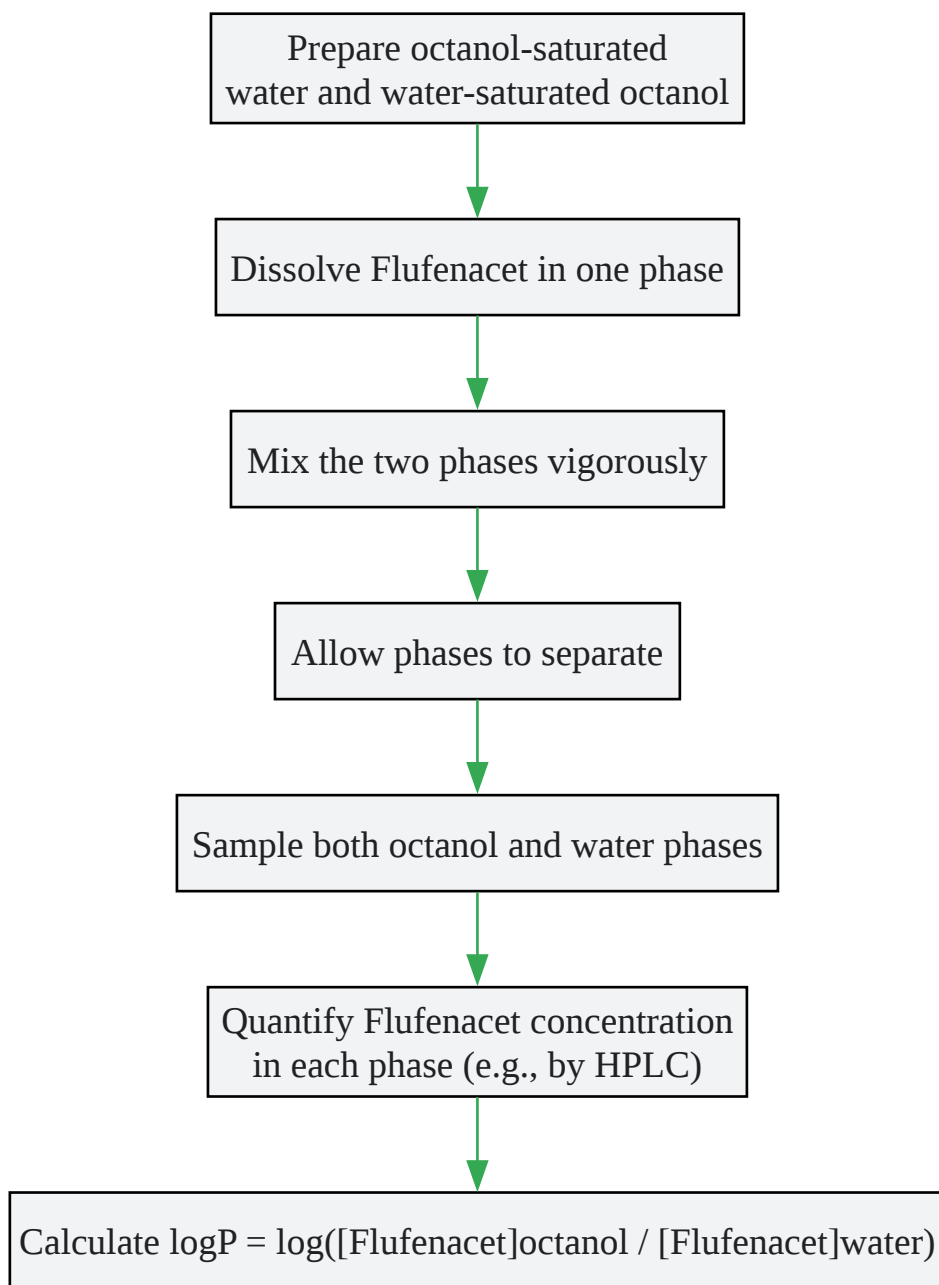 Prepare octanol-saturated
water and water-saturated octanol
Dissolve Flufenacet in one phase
Mix the two phases vigorously
Allow phases to separate
Sample both octanol and water phases
Quantify Flufenacet concentration
in each phase (e.g., by HPLC)
Calculate logP = log([Flufenacet]octanol / [Flufenacet]water)